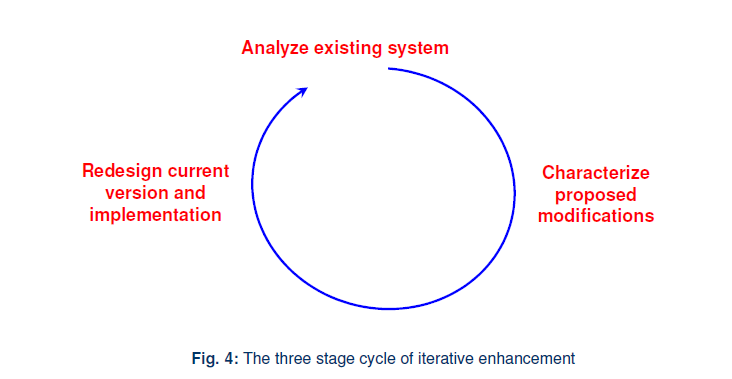 Analyze existing system
Redesign current
version and
implementation
Characterize
proposed
modifications
Fig. 4: The three stage cycle of iterative enhancement